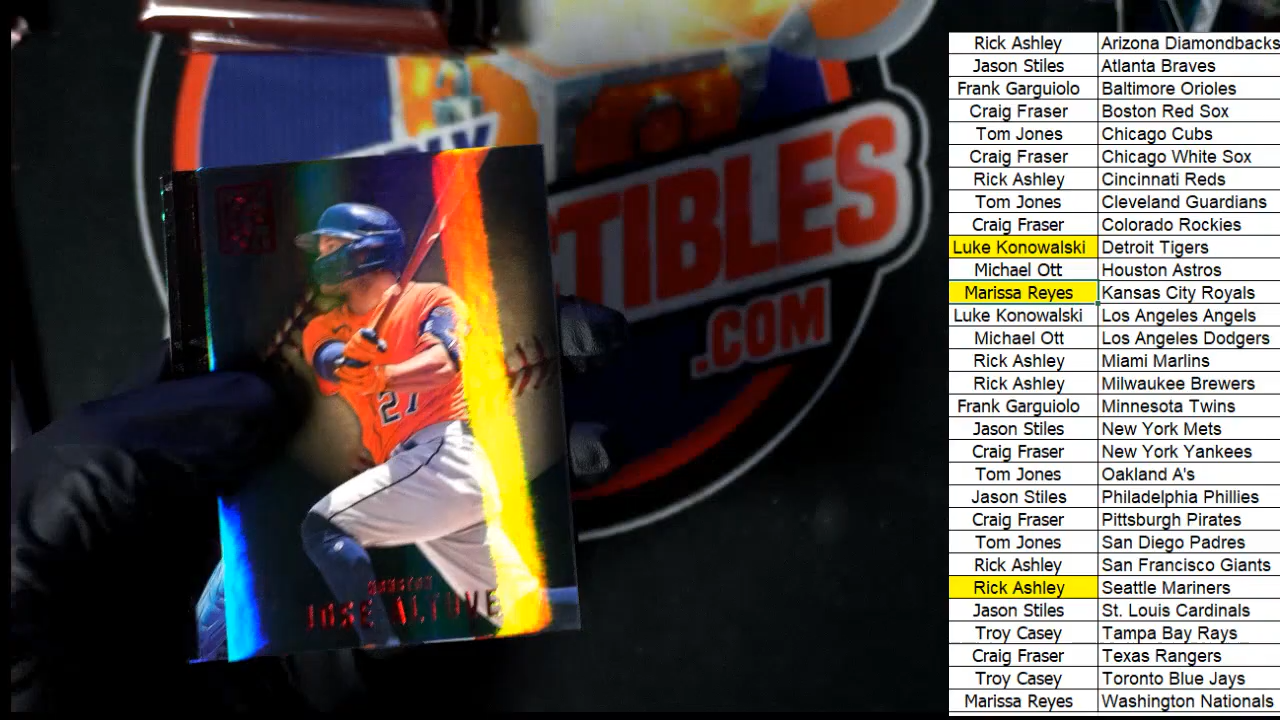 TIBLES
.COM
27
HOUSTON
JOSE ALTUVE
Rick Ashley Arizona Diamondbacks
Jason Stiles Atlanta Braves
Frank Garguiolo Baltimore Orioles
Craig Fraser Boston Red Sox
Tom Jones Chicago Cubs
Craig Fraser Chicago White Sox
Rick Ashley Cincinnati Reds
Tom Jones Cleveland Guardians
Craig Fraser Colorado Rockies
Luke Konowalski Detroit Tigers
Michael Ott Houston Astros
Marissa Reyes Kansas City Royals
Luke Konowalski Los Angeles Angels
Michael Ott Los Angeles Dodgers
Rick Ashley Miami Marlins
Rick Ashley Milwaukee Brewers
Frank Garguiolo Minnesota Twins
Jason Stiles New York Mets
Craig Fraser New York Yankees
Tom Jones Oakland A's
Jason Stiles Philadelphia Phillies
Craig Fraser Pittsburgh Pirates
Tom Jones San Diego Padres
Rick Ashley San Francisco Giants
Rick Ashley Seattle Mariners
Jason Stiles St. Louis Cardinals
Troy Casey Tampa Bay Rays
Craig Fraser Texas Rangers
Troy Casey Toronto Blue Jays
Marissa Reyes Washington Nationals